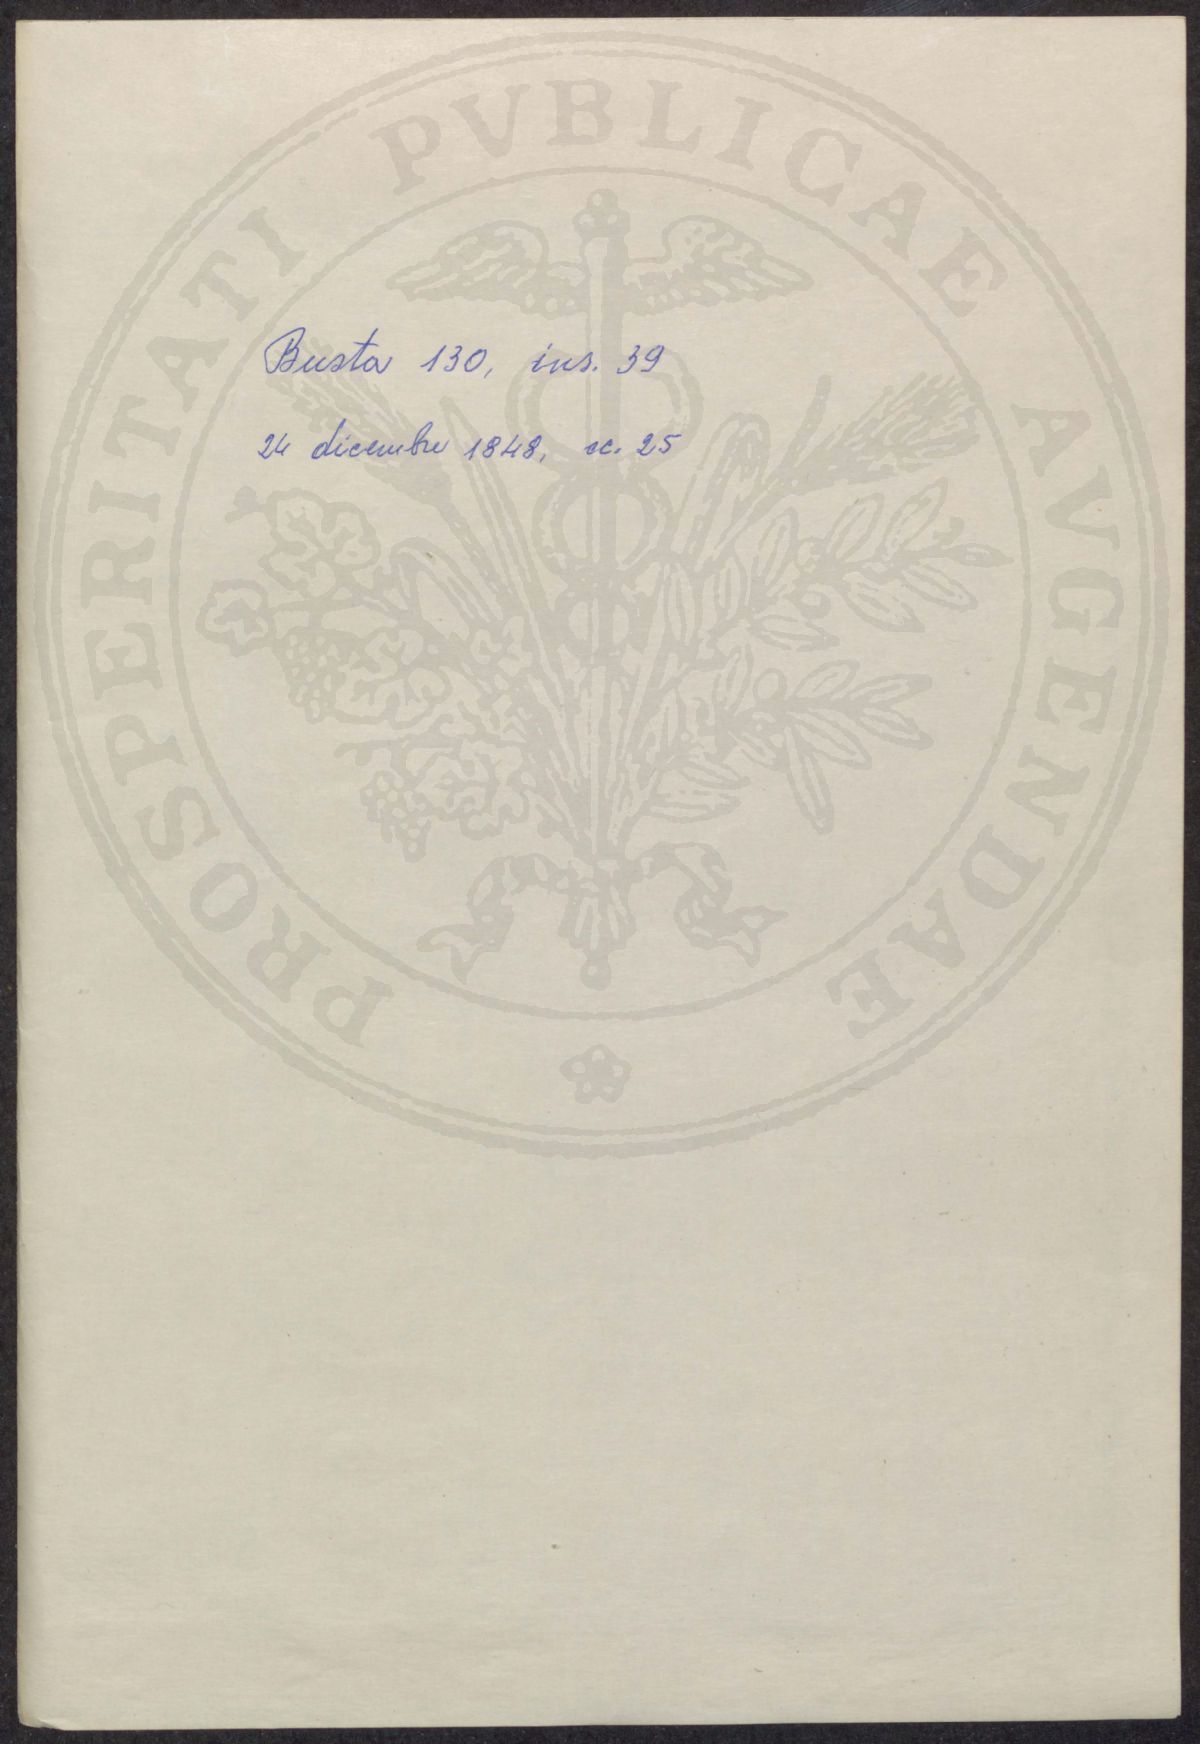 PROSPERITATI PVBLICAE AVGENDAE
Busta 130, ins. 39
24 dicembre 1848, cc. 25